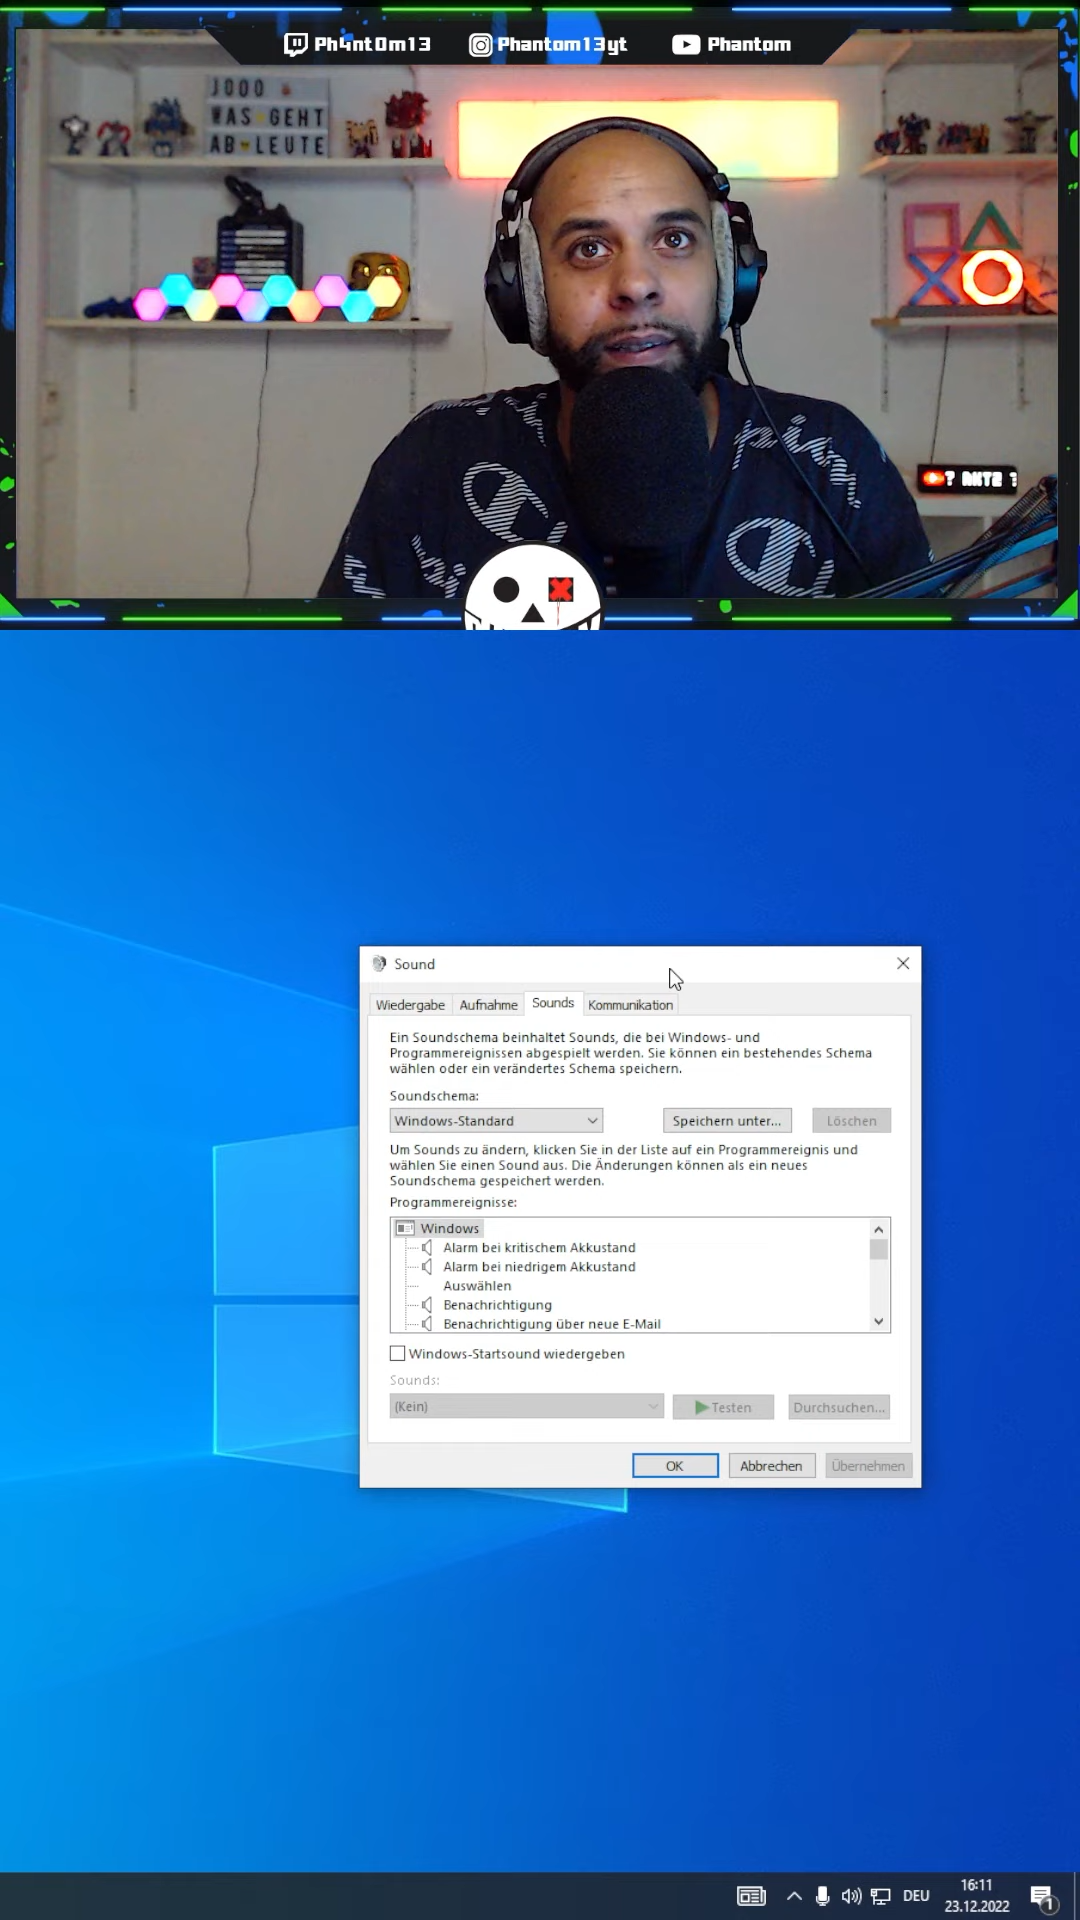 Ph4nt0m13
Phantom13yt
Phantom
JOOO
WAS GEHT
AB LEUTE
Sound
Wiedergabe
Aufnahme
Sounds
Kommunikation
Ein Soundschema beinhaltet Sounds, die bei Windows- und
Programmereignissen abgespielt werden. Sie können ein bestehendes Schema
wählen oder ein verändertes Schema speichern.
Soundschema:
Windows-Standard
Speichern unter...
Löschen
Um Sounds zu ändern, klicken Sie in der Liste auf ein Programmereignis und
wählen Sie einen Sound aus. Die Änderungen können als ein neues
Soundschema gespeichert werden.
Programmereignisse:
Windows
Alarm bei kritischem Akkustand
Alarm bei niedrigem Akkustand
Auswählen
Benachrichtigung
Benachrichtigung über neue E-Mail
Windows-Startsound wiedergeben
Sounds:
(Kein)
Testen
Durchsuchen...
OK
Abbrechen
Übernehmen
DEU
16:11
23.12.2022
1